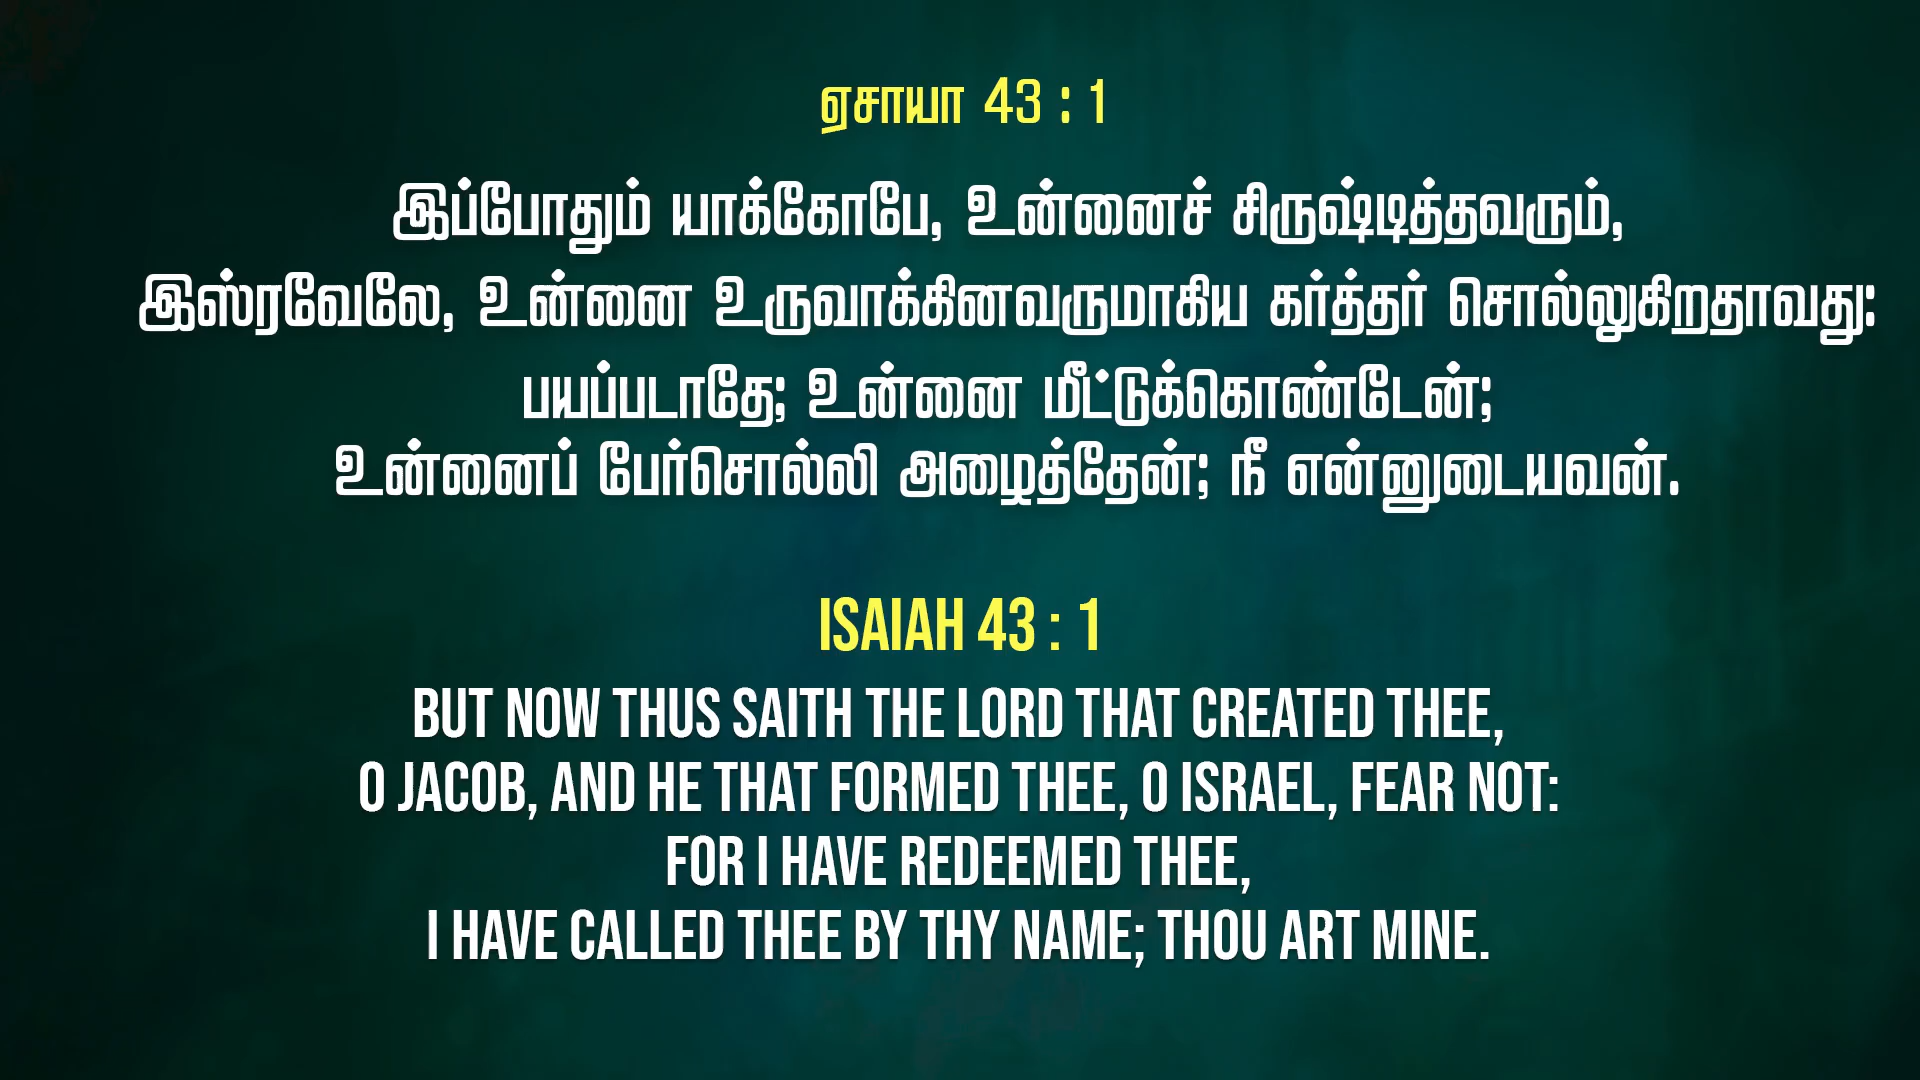 ஏசாயா 43 : 1
இப்போதும் யாக்கோபே, உன்னைச் சிருஷ்டித்தவரும்,
இஸ்ரவேலே, உன்னை உருவாக்கினவருமாகிய கர்த்தர் சொல்லுகிறதாவது:
பயப்படாதே; உன்னை மீட்டுக்கொண்டேன்;
உன்னைப் பேர்சொல்லி அழைத்தேன்; நீ என்னுடையவன்.
ISAIAH 43 : 1
BUT NOW THUS SAITH THE LORD THAT CREATED THEE,
O JACOB, AND HE THAT FORMED THEE, O ISRAEL, FEAR NOT:
FOR I HAVE REDEEMED THEE,
I HAVE CALLED THEE BY THY NAME; THOU ART MINE.